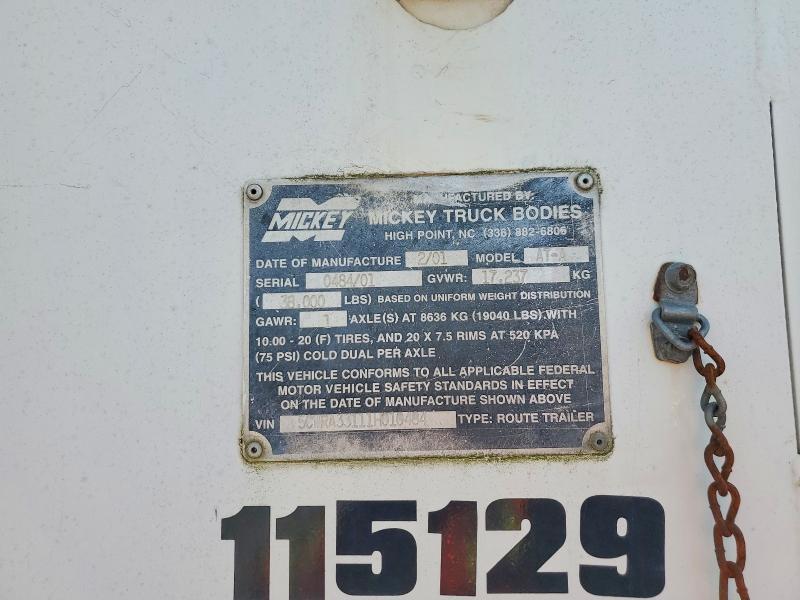 MANUFACTURED BY
MICKEY MICKEY TRUCK BODIES
HIGH POINT, NC (336) 882-6806
DATE OF MANUFACTURE 2/01 MODEL AT-A
SERIAL 0484/01 GVWR: 17,237 KG
( 38,000 LBS) BASED ON UNIFORM WEIGHT DISTRIBUTION
GAWR: 1 AXLE(S) AT 8636 KG (19040 LBS) WITH
10.00 - 20 (F) TIRES, AND 20 X 7.5 RIMS AT 520 KPA
(75 PSI) COLD DUAL PER AXLE
THIS VEHICLE CONFORMS TO ALL APPLICABLE FEDERAL
MOTOR VEHICLE SAFETY STANDARDS IN EFFECT
ON THE DATE OF MANUFACTURE SHOWN ABOVE
VIN TYPE: ROUTE TRAILER
115129